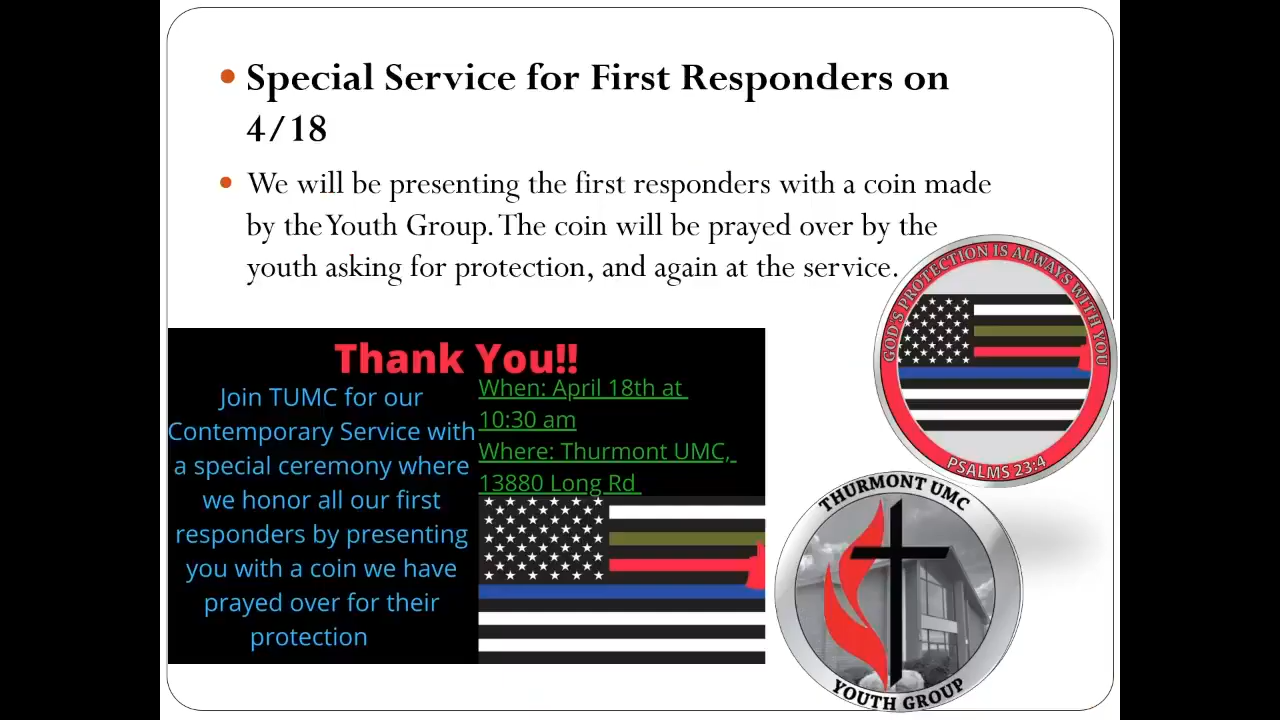 Special Service for First Responders on
4/18
We will be presenting the first responders with a coin made
by the Youth Group. The coin will be prayed over by the
youth asking for protection, and again at the service.
GOD'S PROTECTION IS ALWAYS WITH YOU
PSALMS 23:4
Thank You!!
Join TUMC for our
Contemporary Service with
a special ceremony where
we honor all our first
responders by presenting
you with a coin we have
prayed over for their
protection
When: April 18th at
10:30 am
Where: Thurmont UMC,
13880 Long Rd
THURMONT UMC
YOUTH GROUP